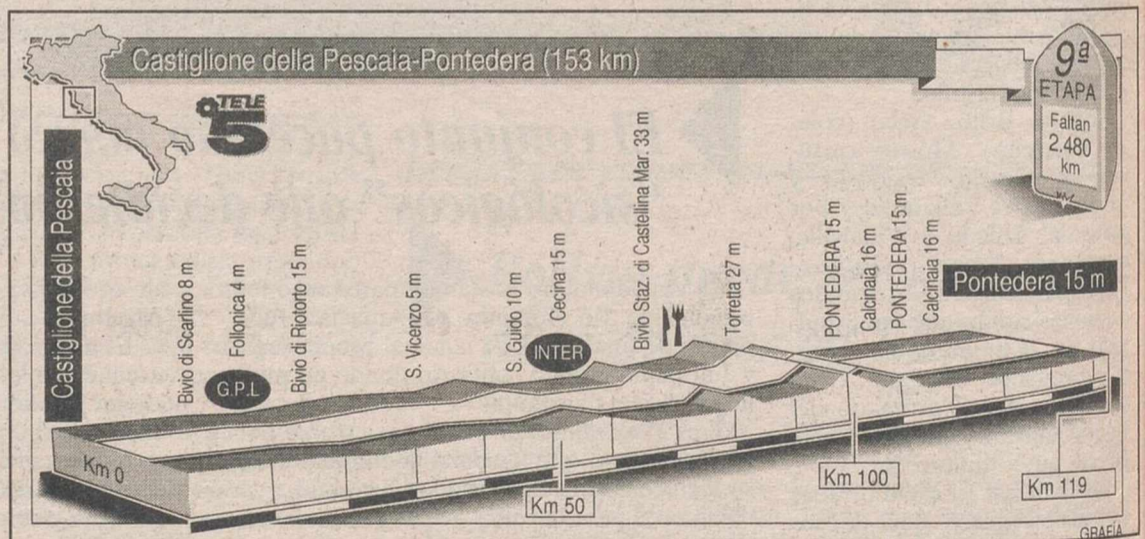 Castiglione della Pescaia-Pontedera (153 km)
9ª
ETAPA
Faltan
2.480
km
TELE
5
Castiglione della Pescaia
Bivio di Scarlino 8 m
Follonica 4 m
G.P.L
Bivio di Riotorto 15 m
S. Vicenzo 5 m
S. Guido 10 m
Cecina 15 m
INTER
Bivio Staz. di Castellina Mar. 33 m
Torretta 27 m
PONTEDERA 15 m
Calcinaia 16 m
PONTEDERA 15 m
Calcinaia 16 m
Pontedera 15 m
Km 0
Km 50
Km 100
Km 119
GRAFÍA